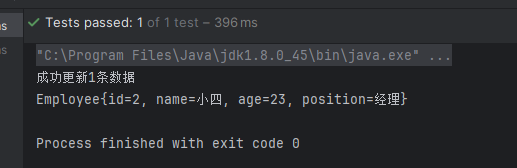 ns
Tests passed: 1 of 1 test – 396 ms
ns
"C:\Program Files\Java\jdk1.8.0_45\bin\java.exe" ...
成功更新1条数据
Employee{id=2, name=小四, age=23, position=经理}
Process finished with exit code 0